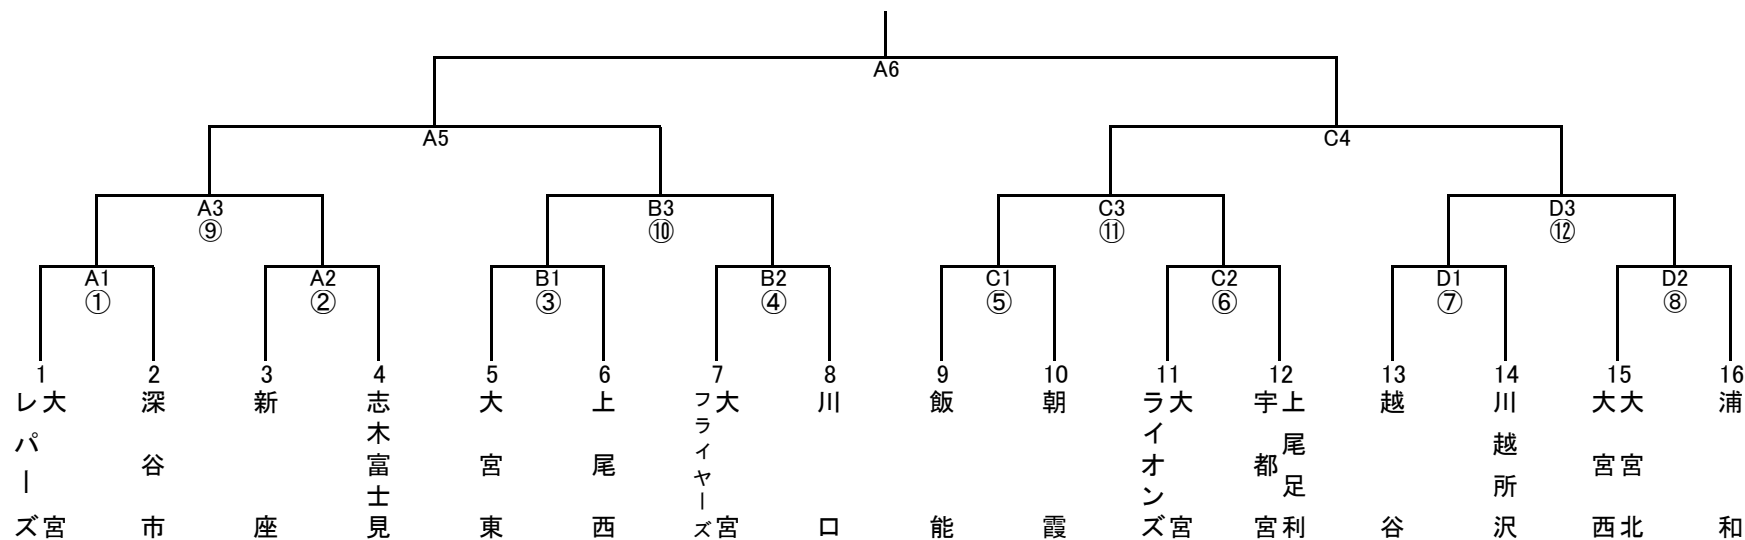 A6
A5
C4
A3
⑨
B3
⑩
C3
⑪
D3
⑫
A1
①
A2
②
B1
③
B2
④
C1
⑤
C2
⑥
D1
⑦
D2
⑧
1
大宮
レパーズ
2
深谷市
3
新座
4
志木富士見
5
大宮東
6
上尾西
7
大宮
フライヤーズ
8
川口
9
飯能
10
朝霞
11
大宮
ライオンズ
12
上尾足利
宇都宮
13
越谷
14
川越所沢
15
大宮北
大宮西
16
浦和